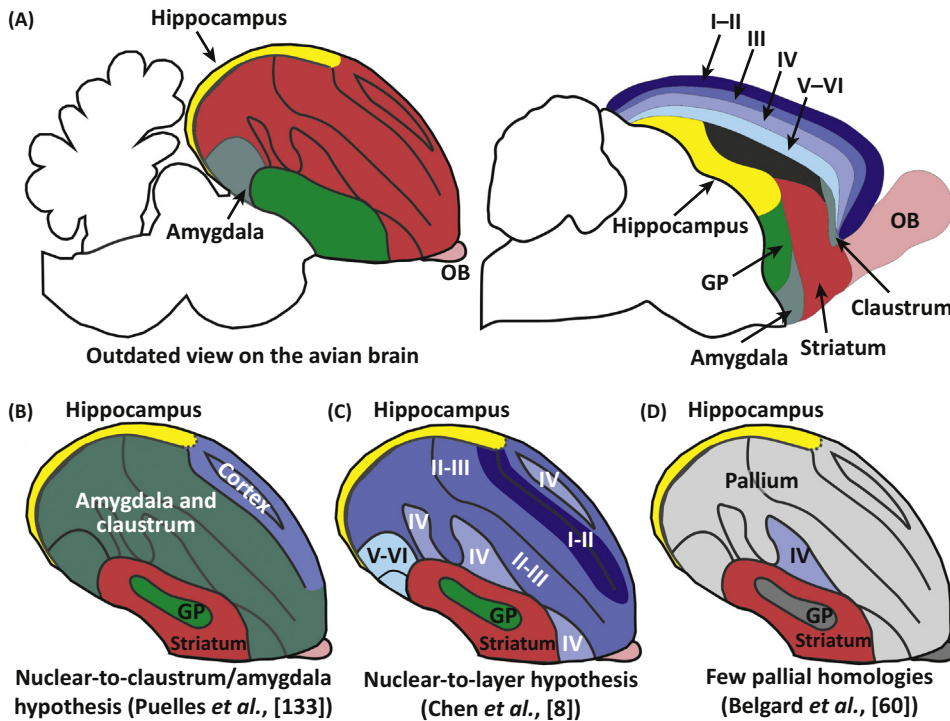 (A)
Hippocampus
Amygdala
OB
Outdated view on the avian brain
I–II
III
IV
V–VI
Hippocampus
GP
Amygdala
Striatum
Claustrum
OB
(B)
Hippocampus
Cortex
Amygdala and
claustrum
GP
Striatum
Nuclear-to-claustrum/amygdala
hypothesis (Puelles et al., [133])
(C)
Hippocampus
II-III
IV
I-II
IV
V-VI
IV
II-III
GP
Striatum
IV
Nuclear-to-layer hypothesis
(Chen et al., [8])
(D)
Hippocampus
Pallium
IV
GP
Striatum
Few pallial homologies
(Belgard et al., [60])